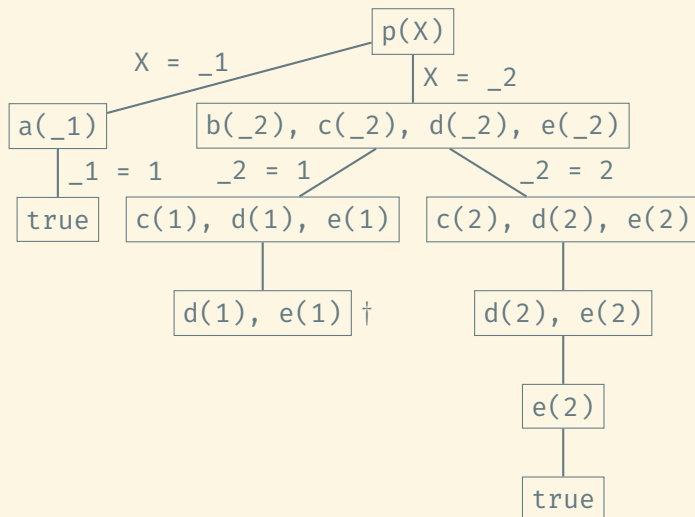 p(X)
X = _1
X = _2
a(_1)
b(_2), c(_2), d(_2), e(_2)
_1 = 1
_2 = 1
_2 = 2
true
c(1), d(1), e(1)
c(2), d(2), e(2)
d(1), e(1) †
d(2), e(2)
e(2)
true